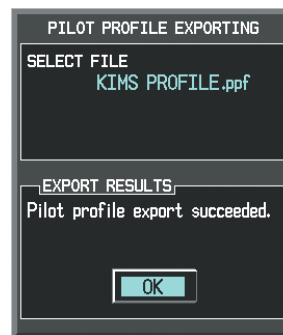 PILOT PROFILE EXPORTING
SELECT FILE
KIMS PROFILE.ppf
EXPORT RESULTS
Pilot profile export succeeded.
OK